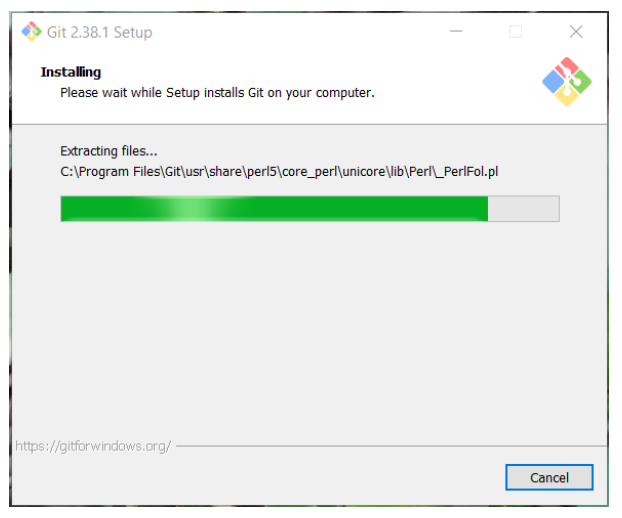 Git 2.38.1 Setup
Installing
Please wait while Setup installs Git on your computer.
Extracting files...
C:\Program Files\Git\usr\share\perl5\core_perl\unicore\lib\Perl\_PerlFol.pl
https://gitforwindows.org/
Cancel